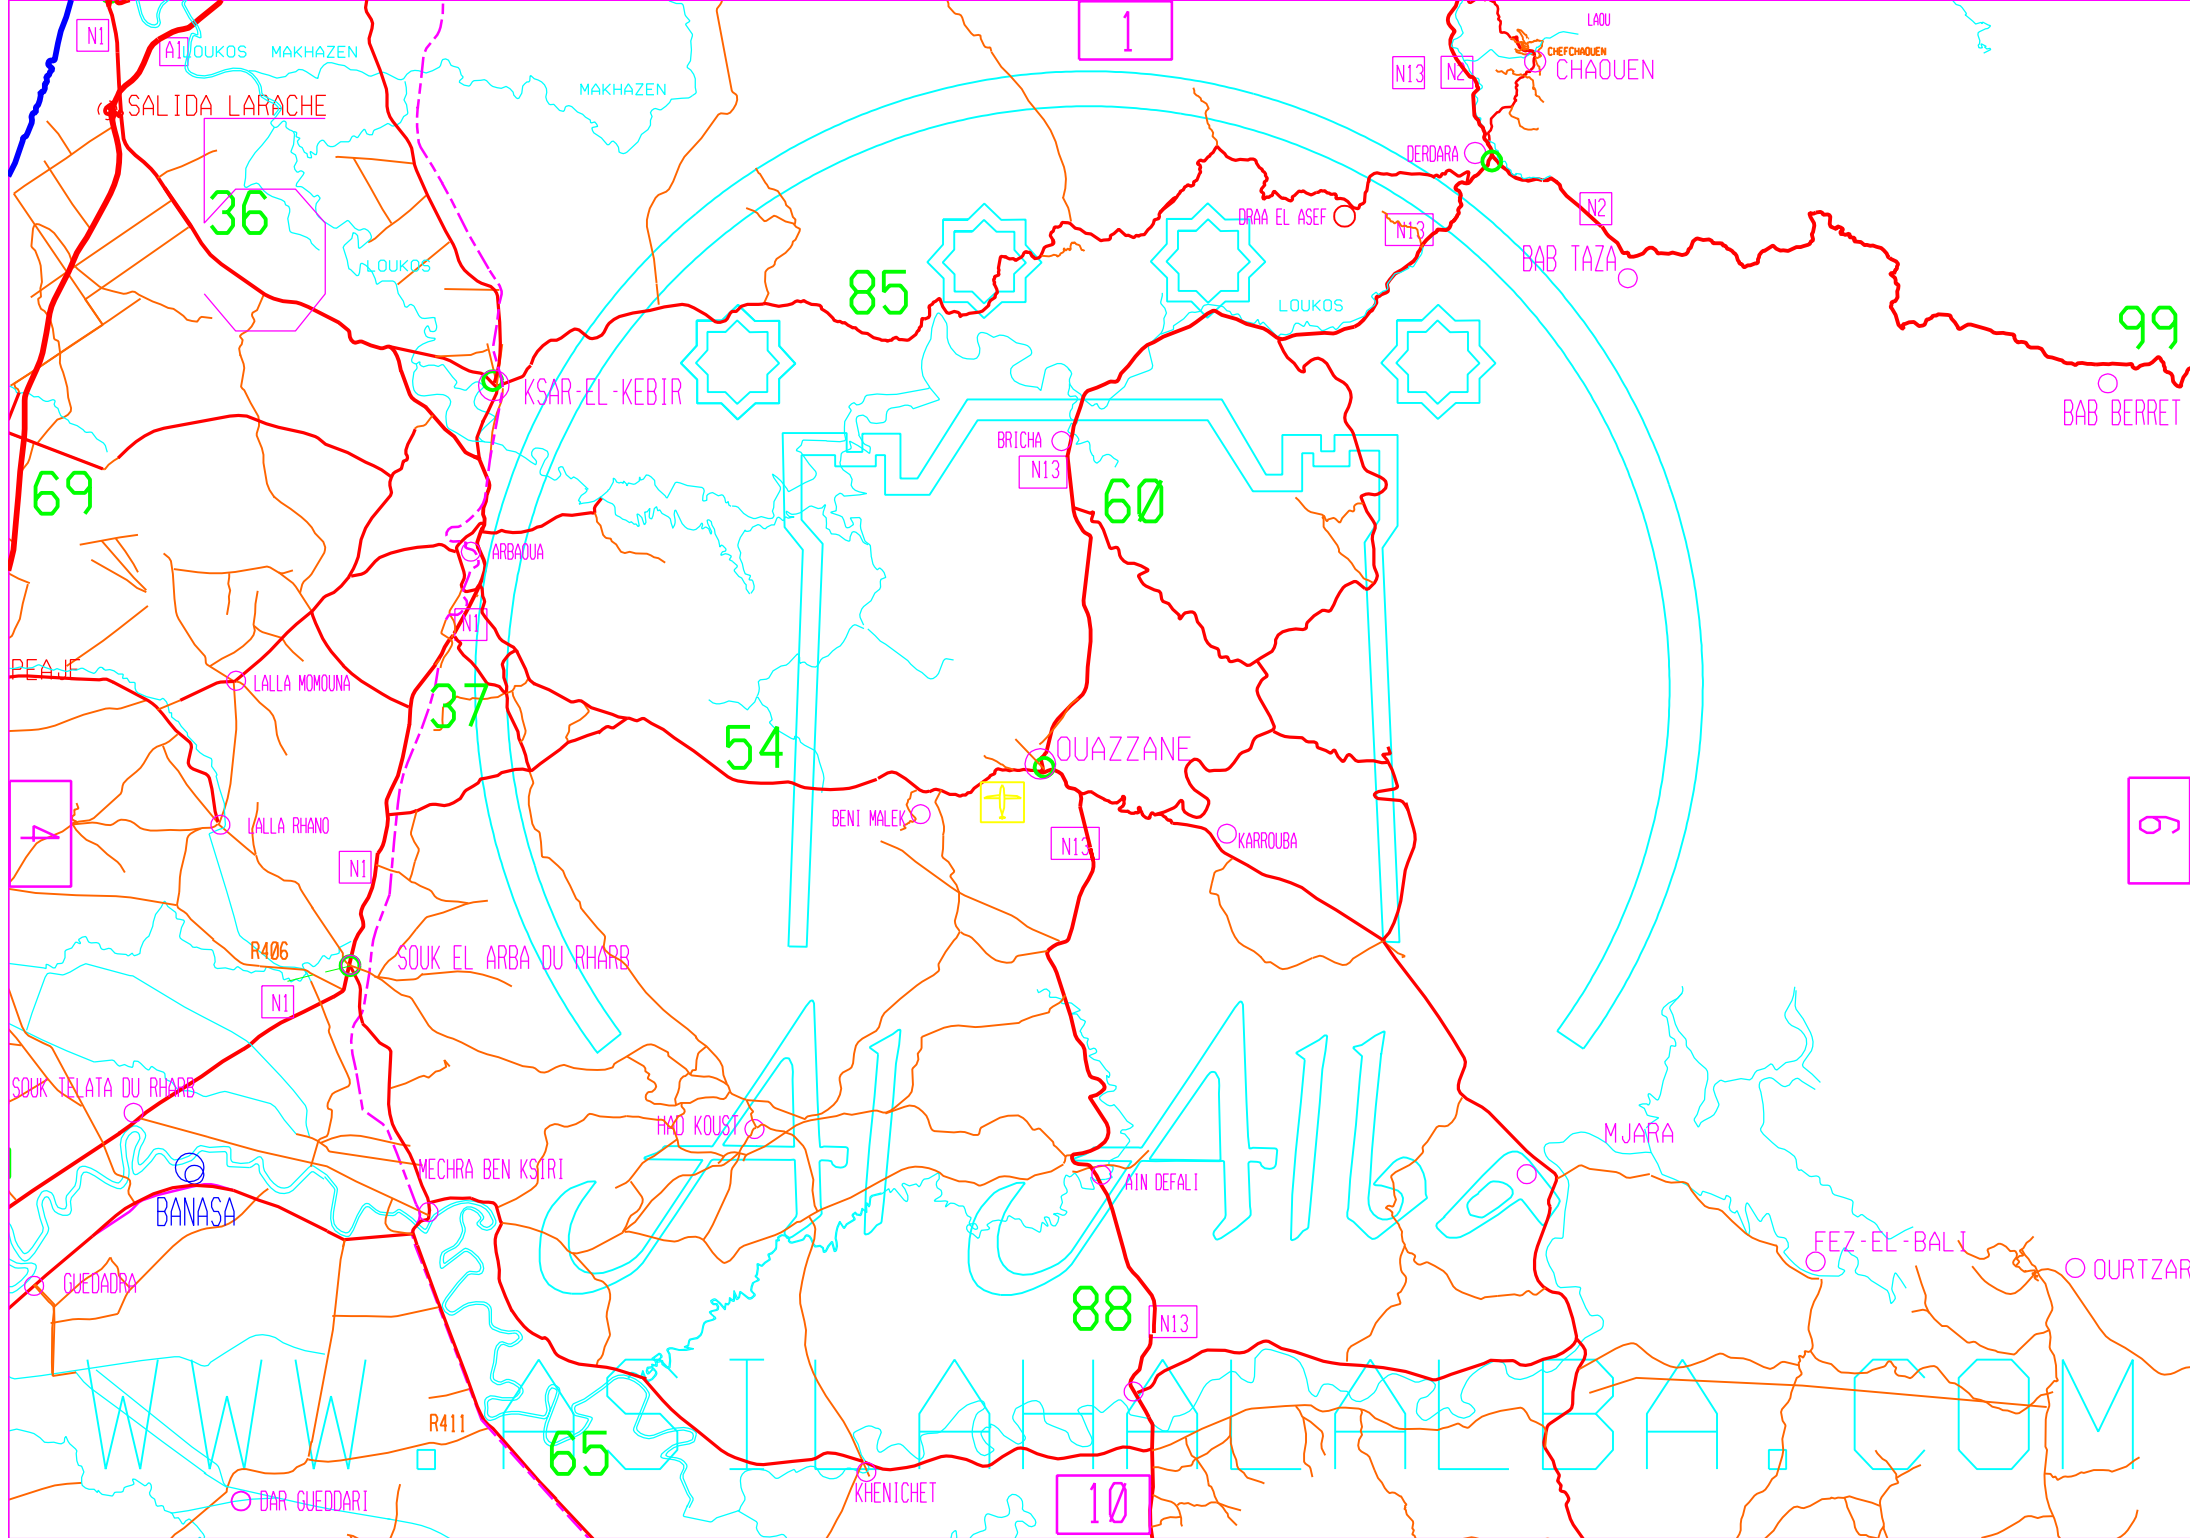 1
LAOU
N1
A1
LOUKOS
MAKHAZEN
CHEFCHAOUEN
CHAOUEN
N13
N2
MAKHAZEN
SALIDA LARACHE
DERDARA
36
DRAA EL ASEF
N13
N2
BAB TAZA
LOUKOS
85
LOUKOS
99
KSAR-EL-KEBIR
BAB BERRET
BRICHA
N13
69
60
ARBAOUA
N1
PEAJE
LALLA MOMOUNA
37
54
OUAZZANE
BENI MALEK
LALLA RHANO
4
N13
KARROUBA
6
N1
R406
SOUK EL ARBA DU RHARB
N1
SOUK TELATA DU RHARB
HAD KOUST
MJARA
MECHRA BEN KSIRI
AIN DEFALI
BANASA
FEZ-EL-BALI
OURTZAR
GUEDADRA
88
N13
R411
65
KHENICHET
10
DAR GUEDDARI